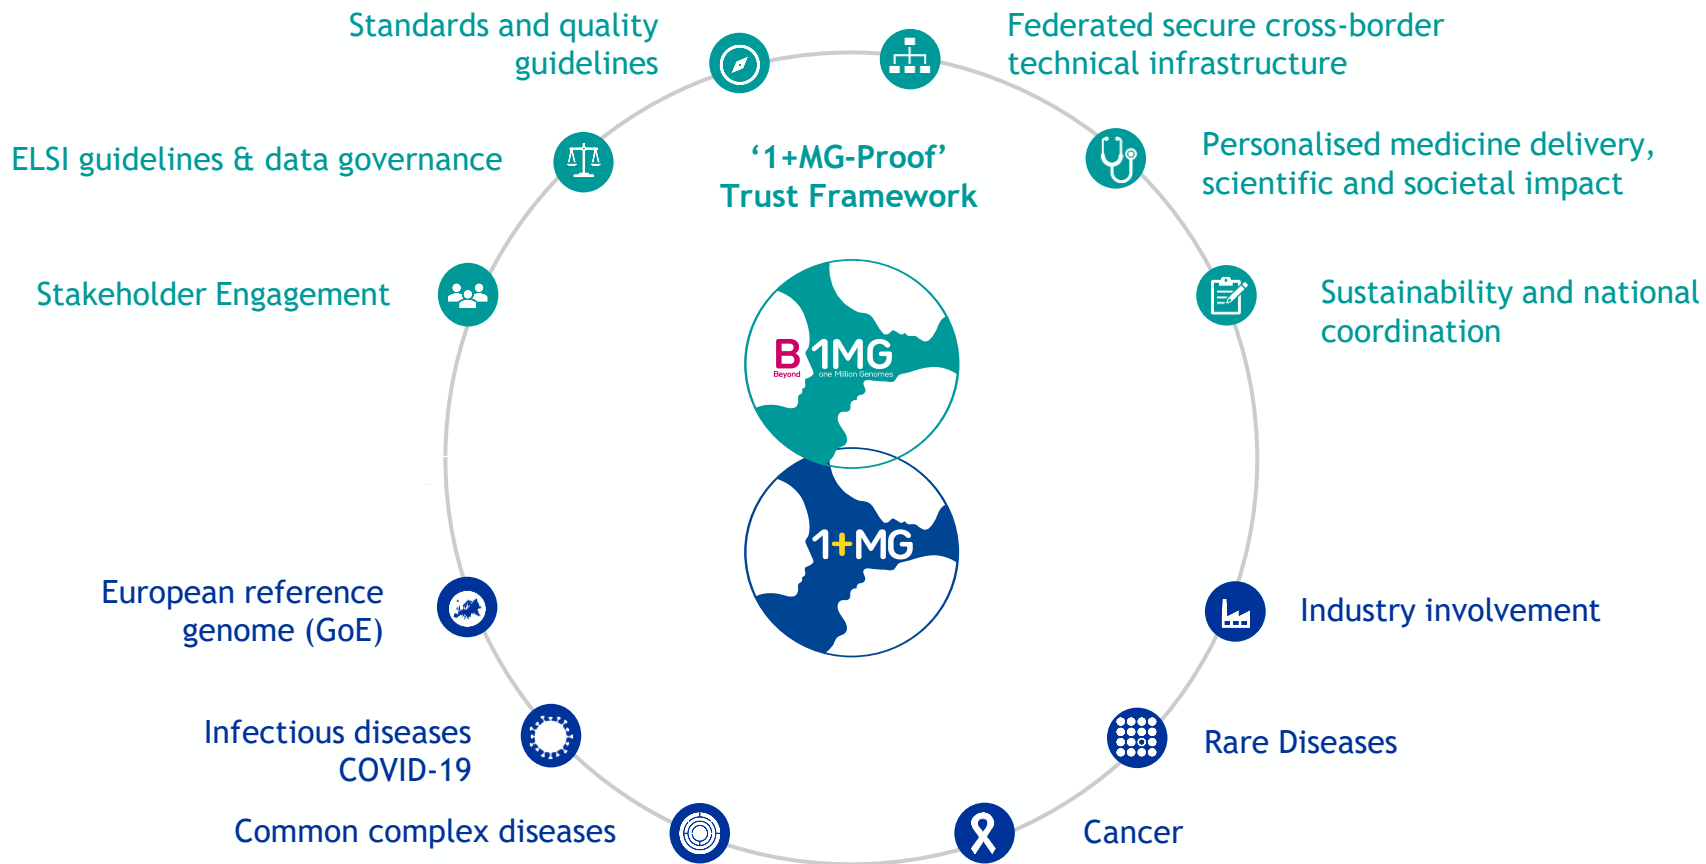 Standards and quality
guidelines
Federated secure cross-border
technical infrastructure
ELSI guidelines & data governance
‘1+MG-Proof’
Trust Framework
Personalised medicine delivery,
scientific and societal impact
Stakeholder Engagement
Sustainability and national
coordination
B 1MG
Beyond one Million Genomes
1+MG
European reference
genome (GoE)
Industry involvement
Infectious diseases
COVID-19
Rare Diseases
Common complex diseases
Cancer